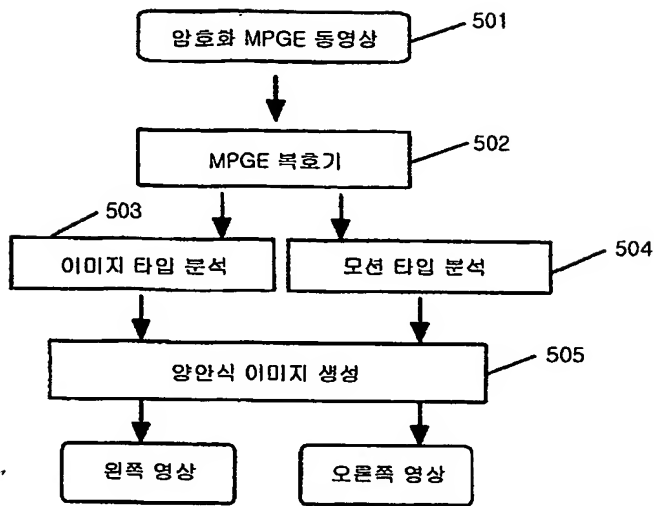 501
암호화 MPGE 동영상
502
MPGE 복호기
503
이미지 타입 분석
모션 타입 분석
504
505
양안식 이미지 생성
왼쪽 영상
오른쪽 영상